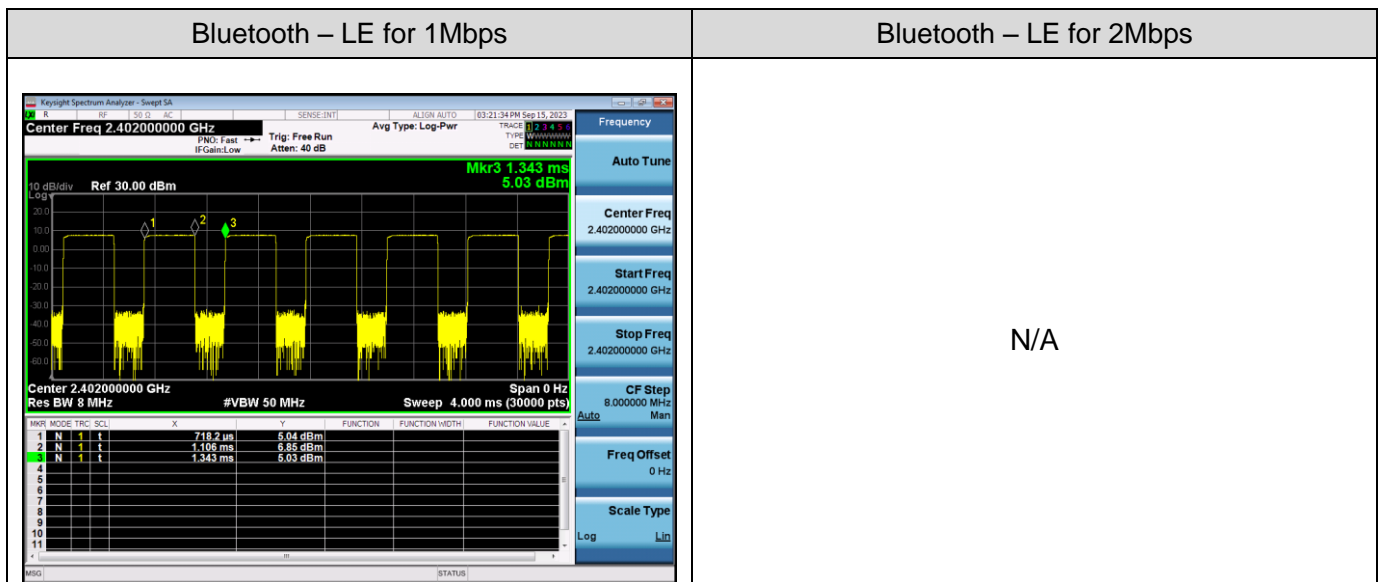 Bluetooth – LE for 1Mbps
Bluetooth – LE for 2Mbps
Keysight Spectrum Analyzer - Swept SA
R RF 50 Ω AC SENSE:INT ALIGN AUTO 03:21:34 PM Sep 15, 2023
Center Freq 2.402000000 GHz
PNO: Fast
IFGain:Low
Trig: Free Run
Atten: 40 dB
Avg Type: Log-Pwr
TRACE 1 2 3 4 5 6
TYPE WWWWWW
DET N N N N N N
Mkr3 1.343 ms
5.03 dBm
10 dB/div Ref 30.00 dBm
Log
20.0
10.0
0.00
-10.0
-20.0
-30.0
-40.0
-50.0
-60.0
1
2
3
Center 2.402000000 GHz Span 0 Hz
Res BW 8 MHz #VBW 50 MHz Sweep 4.000 ms (30000 pts)
MKR MODE TRC SCL X Y FUNCTION FUNCTION WIDTH FUNCTION VALUE
1 N 1 t 718.2 µs 5.04 dBm
2 N 1 t 1.106 ms 6.85 dBm
3 N 1 t 1.343 ms 5.03 dBm
4
5
6
7
8
9
10
11
MSG STATUS
Frequency
Auto Tune
Center Freq
2.402000000 GHz
Start Freq
2.402000000 GHz
Stop Freq
2.402000000 GHz
CF Step
8.000000 MHz
Auto Man
Freq Offset
0 Hz
Scale Type
Log Lin
N/A